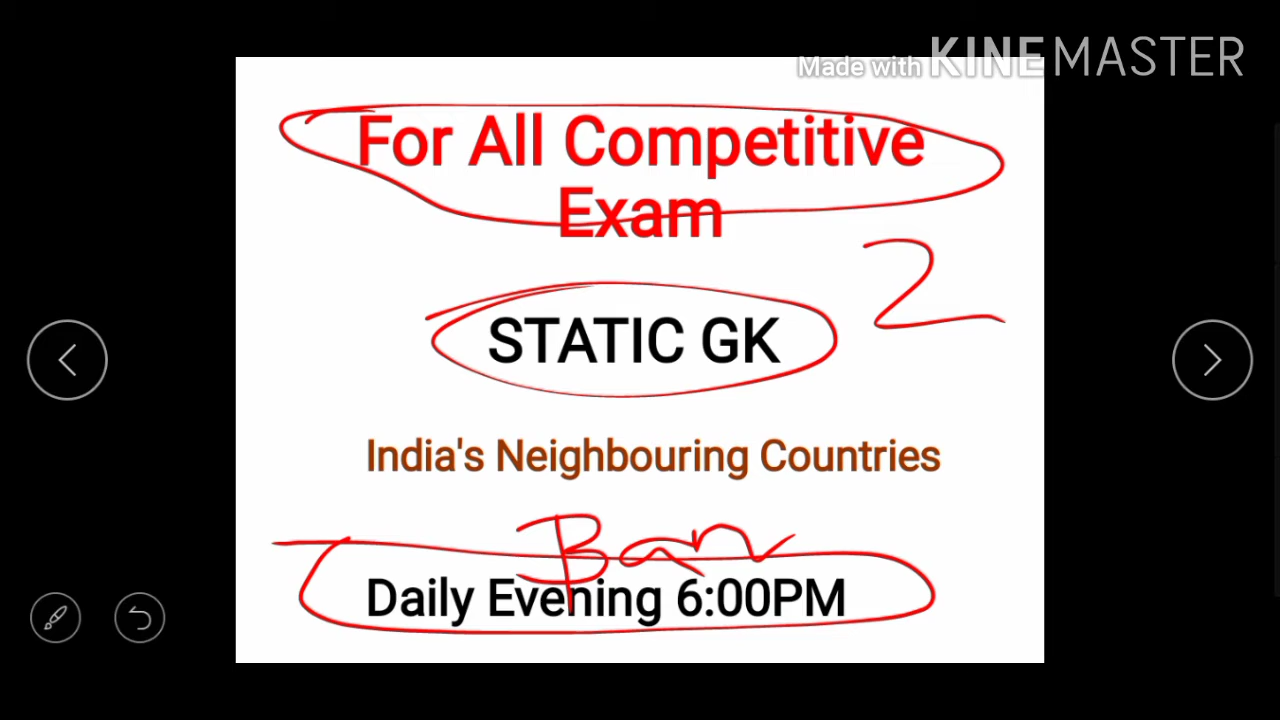 Made with KINEMASTER
For All Competitive
Exam
2
STATIC GK
India's Neighbouring Countries
Ban
Daily Evening 6:00PM